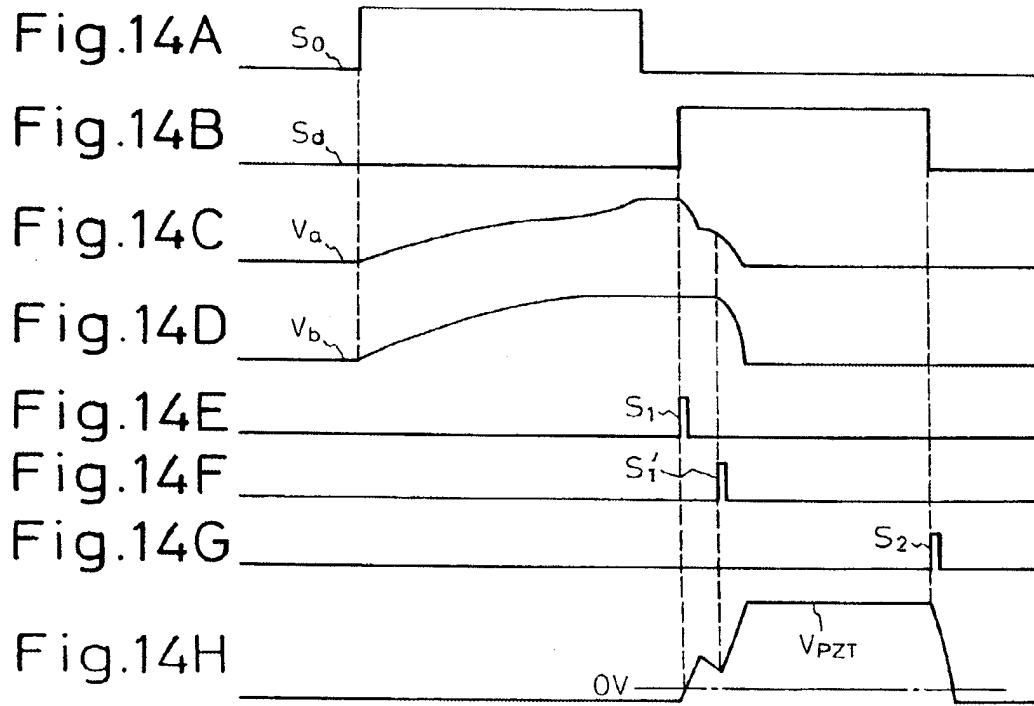 Fig.14A
So
Fig.14B
Sd
Fig.14C
Va
Fig.14D
Vb
Fig.14E
S1
Fig.14F
S1'
Fig.14G
S2
Fig.14H
VPZT
0V